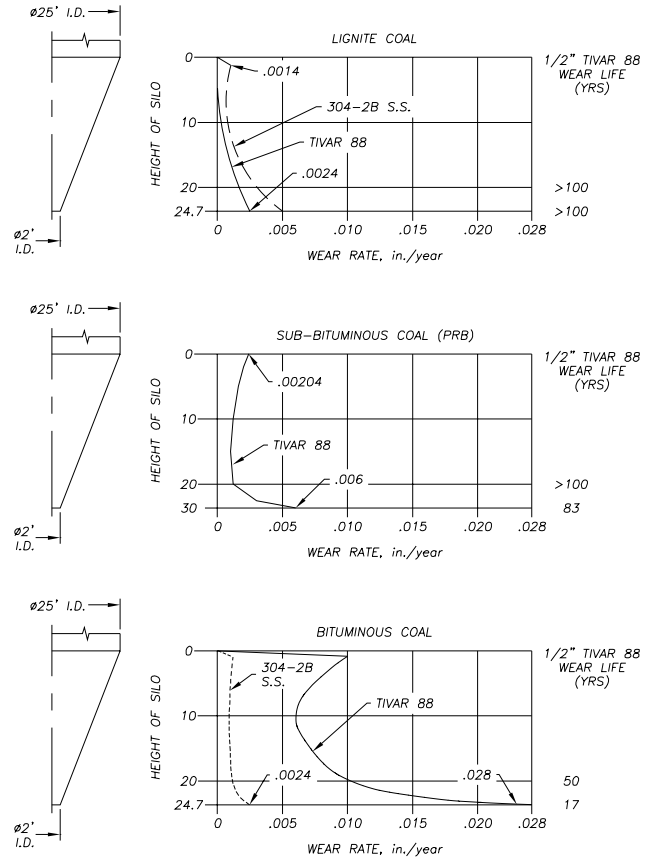 ø25' I.D.
ø2'
I.D.
LIGNITE COAL
1/2" TIVAR 88
WEAR LIFE
(YRS)
HEIGHT OF SILO
0
10
20
24.7
.0014
304-2B S.S.
TIVAR 88
.0024
>100
>100
0 .005 .010 .015 .020 .028
WEAR RATE, in./year
ø25' I.D.
ø2'
I.D.
SUB-BITUMINOUS COAL (PRB)
1/2" TIVAR 88
WEAR LIFE
(YRS)
HEIGHT OF SILO
0
10
20
30
.00204
TIVAR 88
.006
>100
83
0 .005 .010 .015 .020 .028
WEAR RATE, in./year
ø25' I.D.
ø2'
I.D.
BITUMINOUS COAL
1/2" TIVAR 88
WEAR LIFE
(YRS)
HEIGHT OF SILO
0
10
20
24.7
304-2B
S.S.
TIVAR 88
.0024
.028
50
17
0 .005 .010 .015 .020 .028
WEAR RATE, in./year